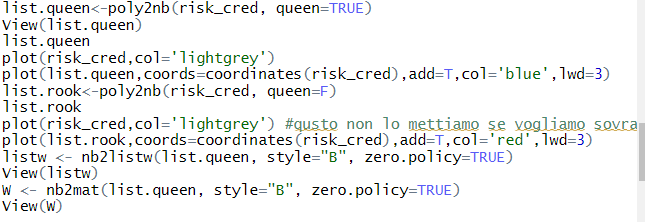 list.queen<-poly2nb(risk_cred, queen=TRUE)
View(list.queen)
list.queen
plot(risk_cred,col='lightgrey')
plot(list.queen,coords=coordinates(risk_cred),add=T,col='blue',lwd=3)
list.rook<-poly2nb(risk_cred, queen=F)
list.rook
plot(risk_cred,col='lightgrey') #qusto non lo mettiamo se vogliamo sovra
plot(list.rook,coords=coordinates(risk_cred),add=T,col='red',lwd=3)
listw <- nb2listw(list.queen, style="B", zero.policy=TRUE)
View(listw)
W <- nb2mat(list.queen, style="B", zero.policy=TRUE)
View(W)